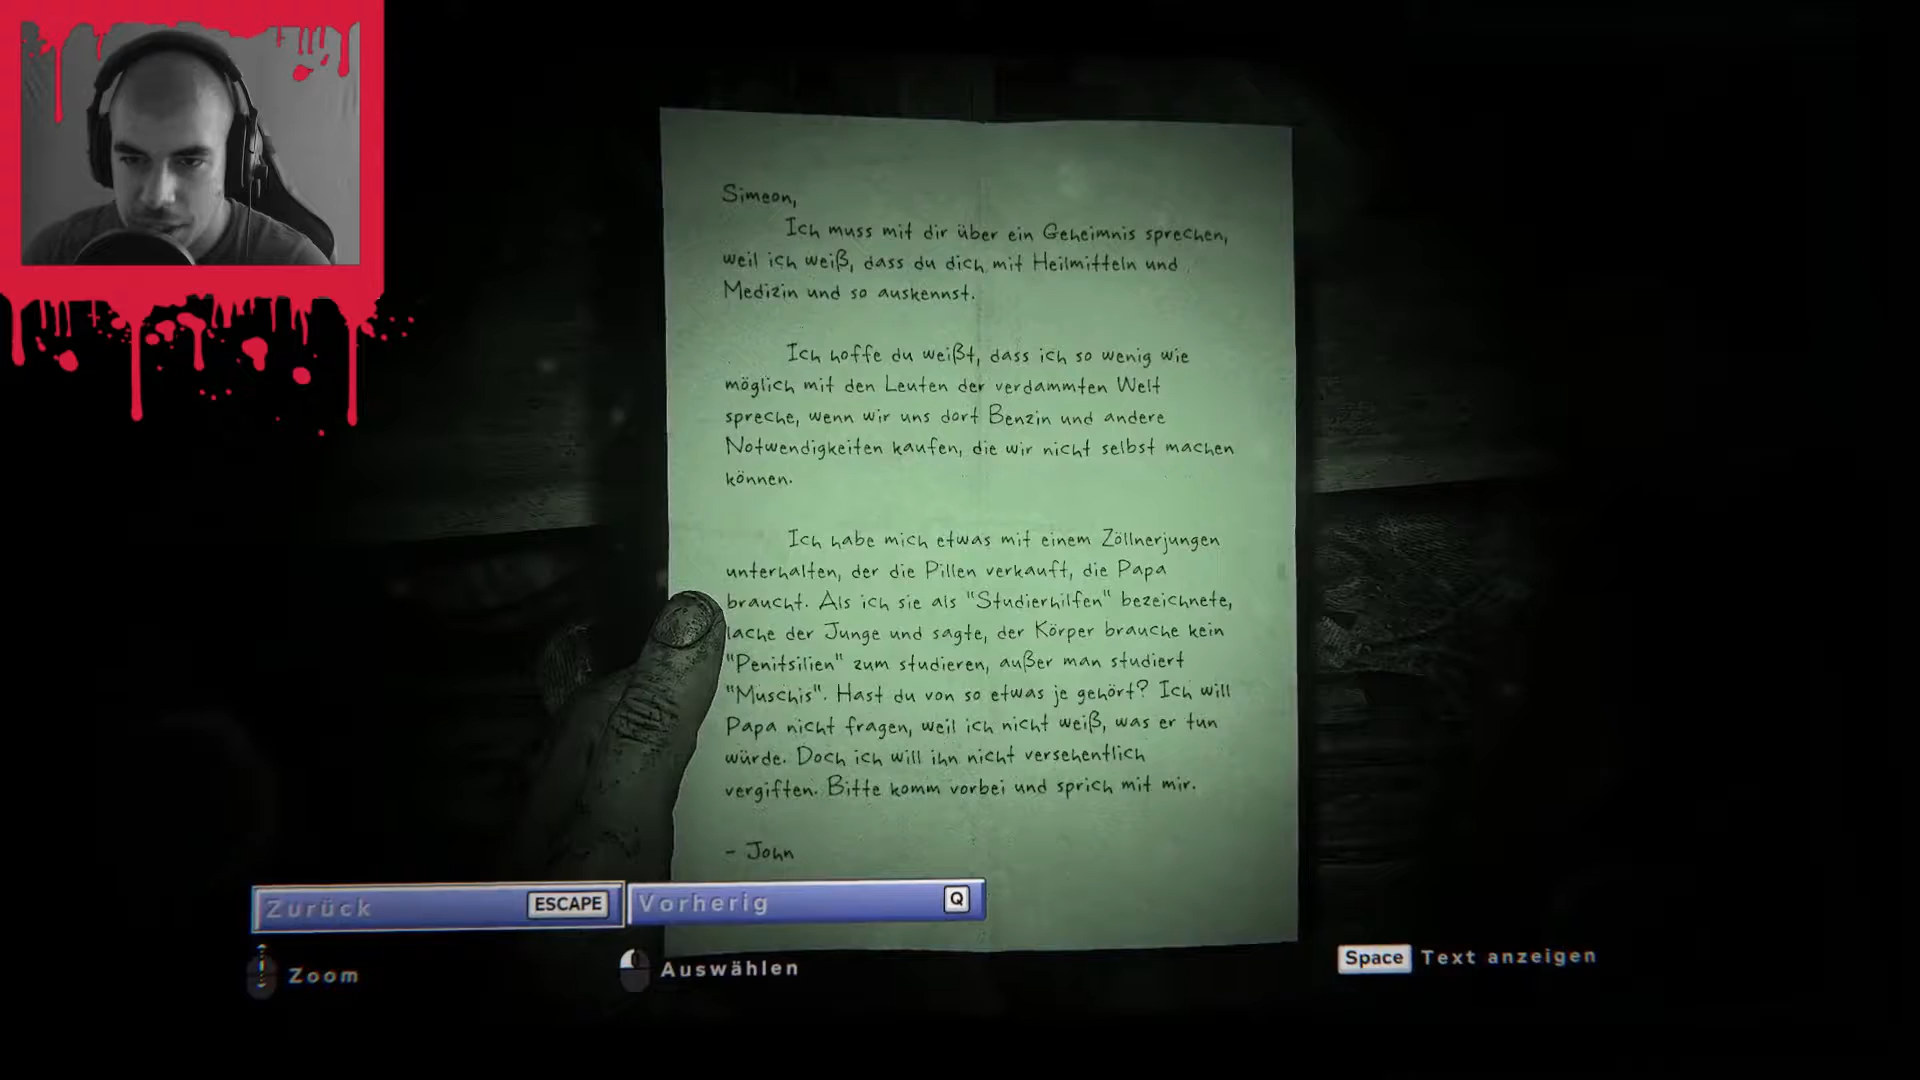 Simeon,
Ich muss mit dir über ein Geheimnis sprechen,
weil ich weiß, dass du dich mit Heilmitteln und
Medizin und so auskennst.
Ich hoffe du weißt, dass ich so wenig wie
möglich mit den Leuten der verdammten Welt
spreche, wenn wir uns dort Benzin und andere
Notwendigkeiten kaufen, die wir nicht selbst machen
können.
Ich habe mich etwas mit einem Zöllnerjungen
unterhalten, der die Pillen verkauft, die Papa
braucht. Als ich sie als "Studierhilfen" bezeichnete,
lache der Junge und sagte, der Körper brauche kein
"Penitsilien" zum studieren, außer man studiert
"Muschis". Hast du von so etwas je gehört? Ich will
Papa nicht fragen, weil ich nicht weiß, was er tun
würde. Doch ich will ihn nicht versehentlich
vergiften. Bitte komm vorbei und sprich mit mir.
- John
Zurück ESCAPE Vorherig Q
Zoom Auswählen Space Text anzeigen